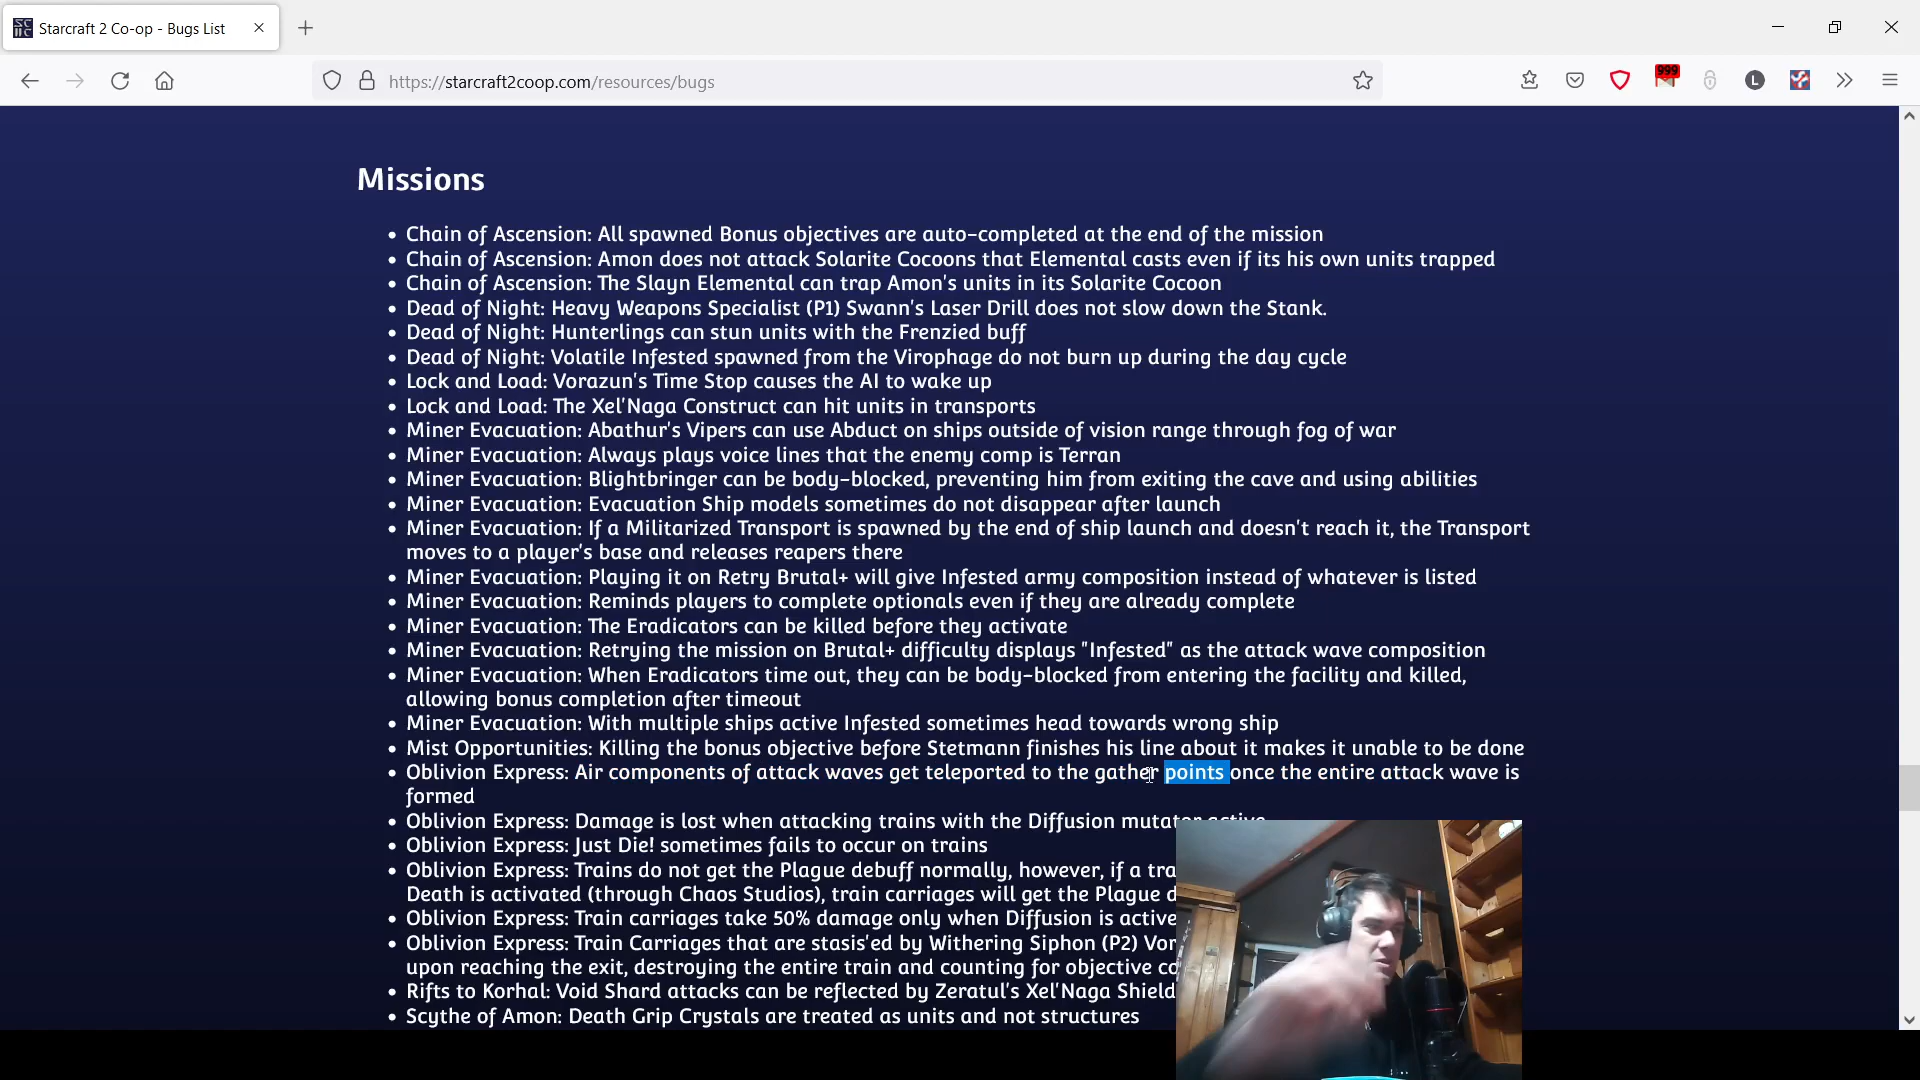 Starcraft 2 Co-op - Bugs List
https://starcraft2coop.com/resources/bugs
999
L
Missions
Chain of Ascension: All spawned Bonus objectives are auto-completed at the end of the mission
Chain of Ascension: Amon does not attack Solarite Cocoons that Elemental casts even if its his own units trapped
Chain of Ascension: The Slayn Elemental can trap Amon's units in its Solarite Cocoon
Dead of Night: Heavy Weapons Specialist (P1) Swann's Laser Drill does not slow down the Stank.
Dead of Night: Hunterlings can stun units with the Frenzied buff
Dead of Night: Volatile Infested spawned from the Virophage do not burn up during the day cycle
Lock and Load: Vorazun's Time Stop causes the AI to wake up
Lock and Load: The Xel'Naga Construct can hit units in transports
Miner Evacuation: Abathur's Vipers can use Abduct on ships outside of vision range through fog of war
Miner Evacuation: Always plays voice lines that the enemy comp is Terran
Miner Evacuation: Blightbringer can be body-blocked, preventing him from exiting the cave and using abilities
Miner Evacuation: Evacuation Ship models sometimes do not disappear after launch
Miner Evacuation: If a Militarized Transport is spawned by the end of ship launch and doesn't reach it, the Transport
moves to a player's base and releases reapers there
Miner Evacuation: Playing it on Retry Brutal+ will give Infested army composition instead of whatever is listed
Miner Evacuation: Reminds players to complete optionals even if they are already complete
Miner Evacuation: The Eradicators can be killed before they activate
Miner Evacuation: Retrying the mission on Brutal+ difficulty displays "Infested" as the attack wave composition
Miner Evacuation: When Eradicators time out, they can be body-blocked from entering the facility and killed,
allowing bonus completion after timeout
Miner Evacuation: With multiple ships active Infested sometimes head towards wrong ship
Mist Opportunities: Killing the bonus objective before Stetmann finishes his line about it makes it unable to be done
Oblivion Express: Air components of attack waves get teleported to the gather points once the entire attack wave is
formed
Oblivion Express: Damage is lost when attacking trains with the Diffusion mutator active
Oblivion Express: Just Die! sometimes fails to occur on trains
Oblivion Express: Trains do not get the Plague debuff normally, however, if a tra
Death is activated (through Chaos Studios), train carriages will get the Plague d
Oblivion Express: Train carriages take 50% damage only when Diffusion is active
Oblivion Express: Train Carriages that are stasis'ed by Withering Siphon (P2) Vor
upon reaching the exit, destroying the entire train and counting for objective co
Rifts to Korhal: Void Shard attacks can be reflected by Zeratul's Xel'Naga Shield
Scythe of Amon: Death Grip Crystals are treated as units and not structures